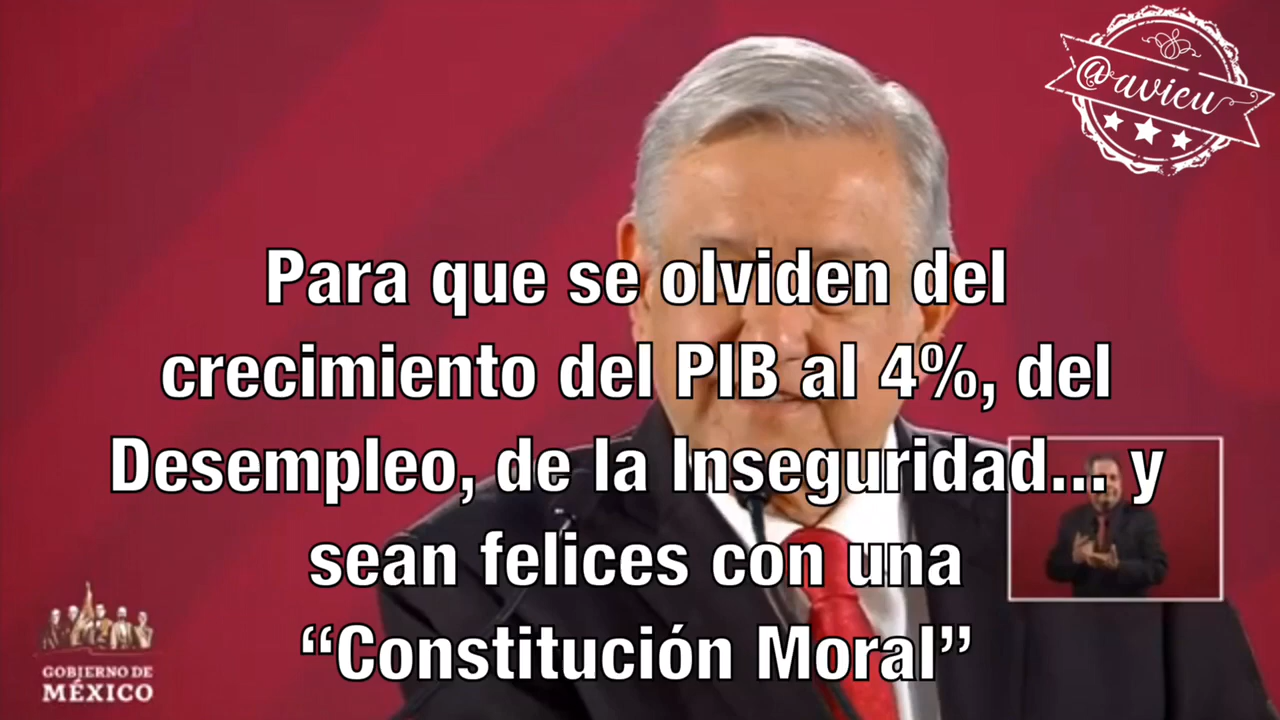 @avieu
Para que se olviden del
crecimiento del PIB al 4%, del
Desempleo, de la Inseguridad... y
sean felices con una
“Constitución Moral”
GOBIERNO DE
MÉXICO